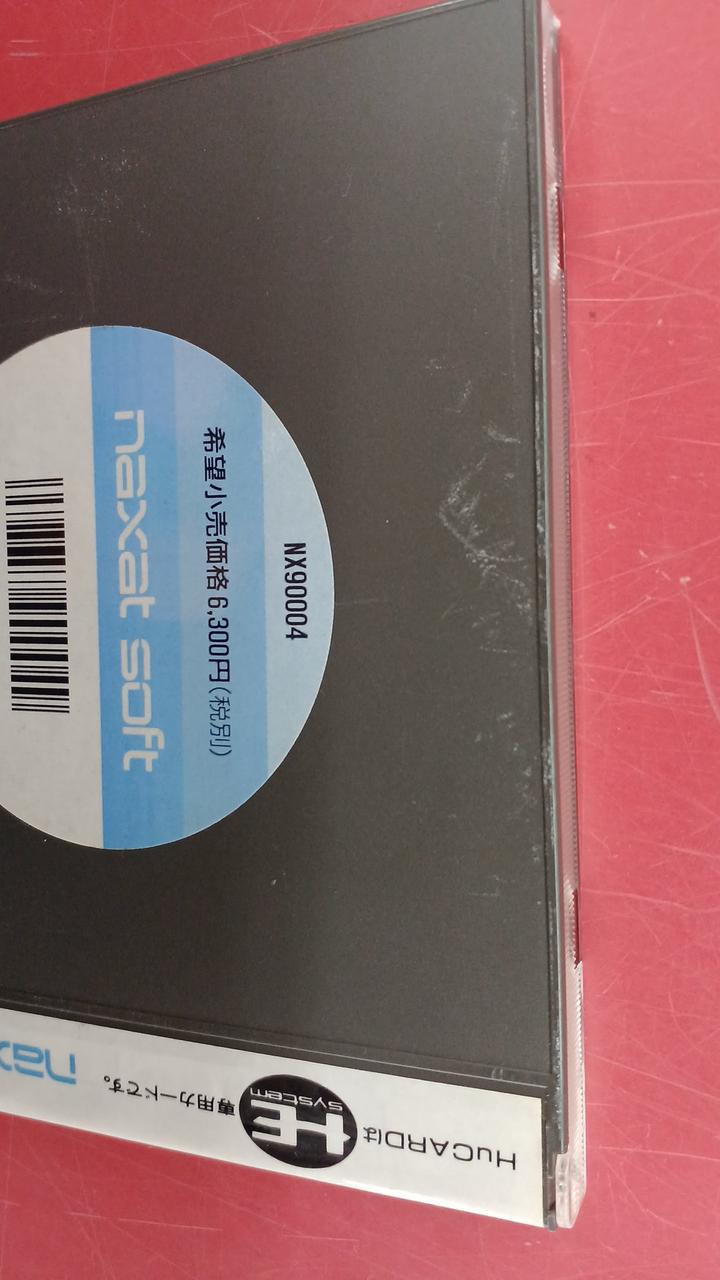 NX90004
希望小売価格 6,300円(税別)
naxat soft
HuCARDは HE system 専用カードです。